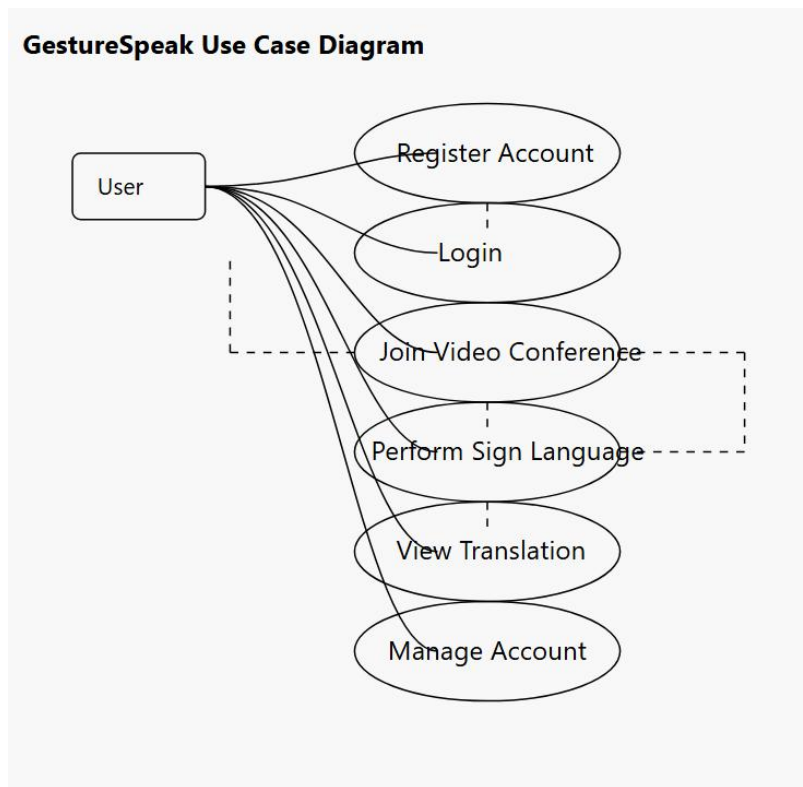 GestureSpeak Use Case Diagram
Register Account
User
Login
Join Video Conference
Perform Sign Language
View Translation
Manage Account